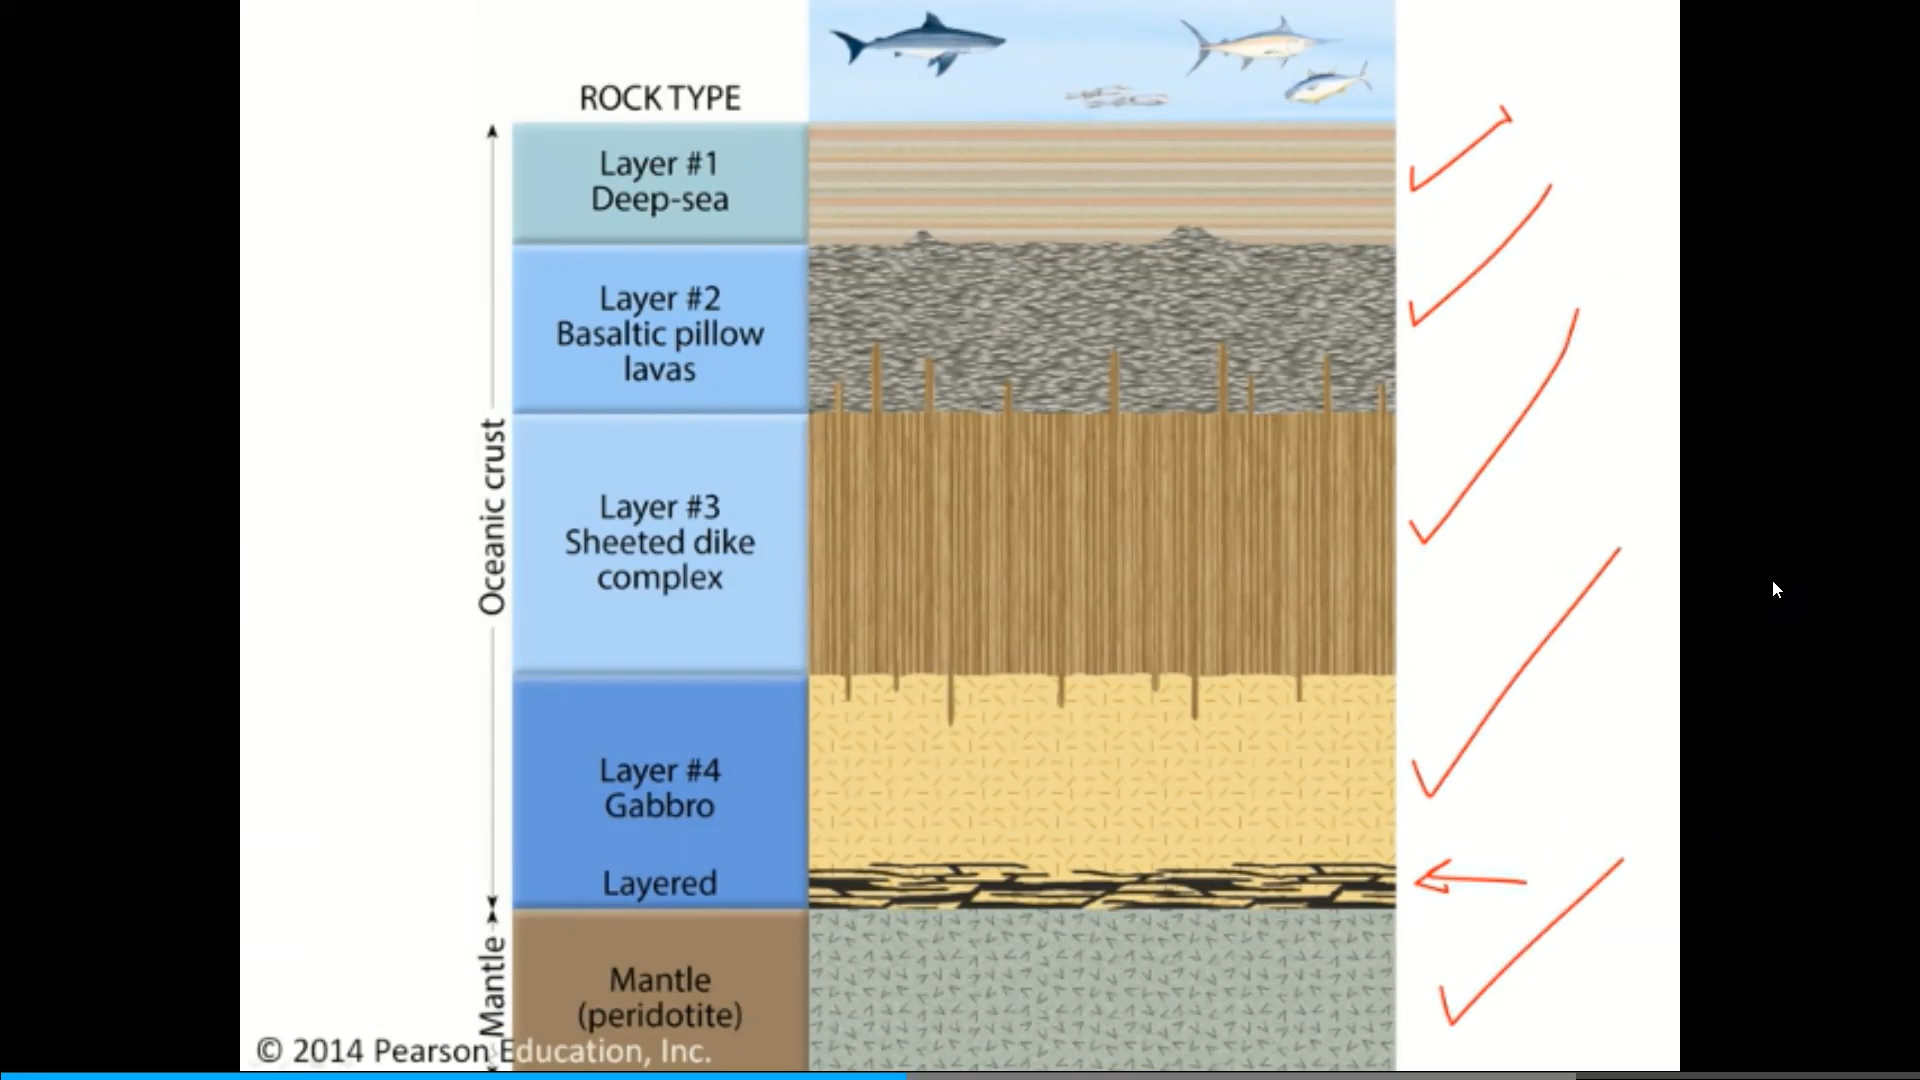 ROCK TYPE
Layer #1
Deep-sea
Layer #2
Basaltic pillow
lavas
Oceanic crust
Layer #3
Sheeted dike
complex
Layer #4
Gabbro
Layered
Mantle
Mantle
(peridotite)
© 2014 Pearson Education, Inc.